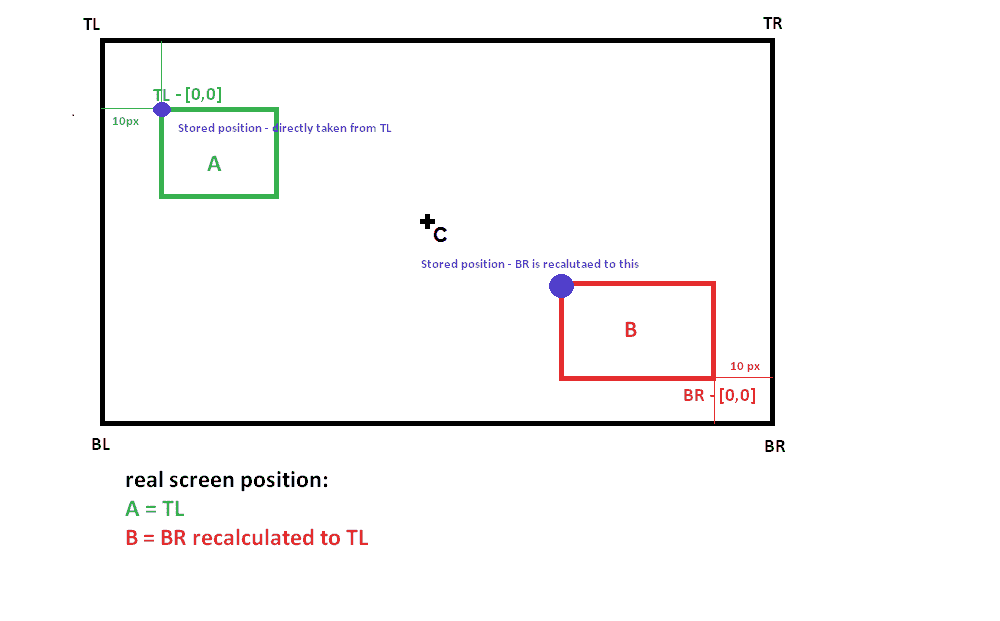 TL
TR
TL - [0,0]
10px
Stored position - directly taken from TL
A
C
Stored position - BR is recalutaed to this
B
10 px
BR - [0,0]
BL
BR
real screen position:
A = TL
B = BR recalculated to TL